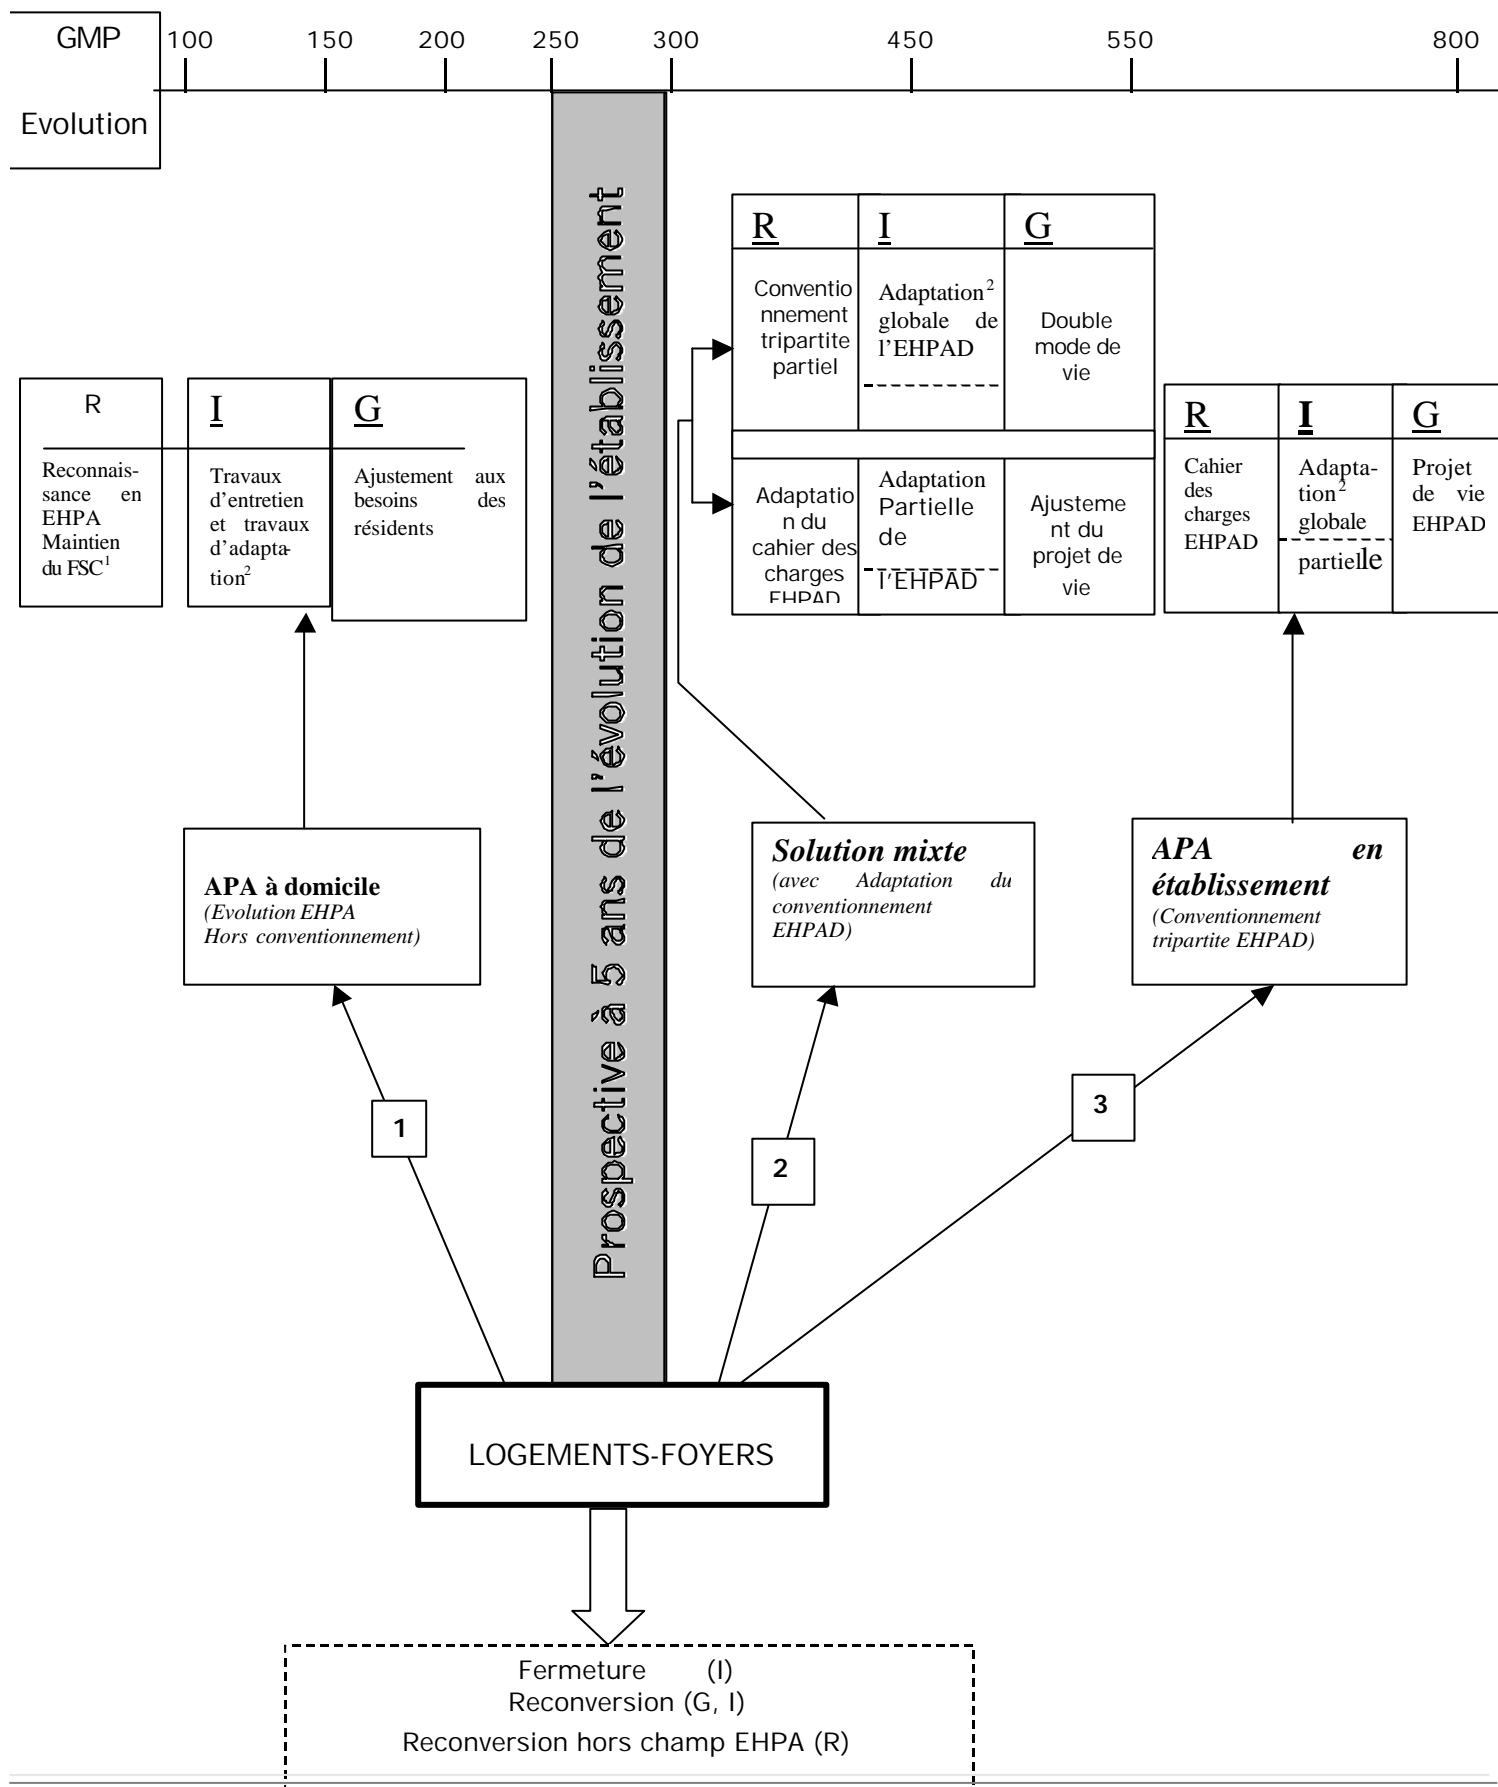 GMP
100 150 200 250 300 450 550 800
Evolution
Prospective à 5 ans de l'évolution de l'établissement
R
Reconnais-
sance en
EHPA
Maintien
du FSC1
I
Travaux
d'entretien
et travaux
d'adapta-
tion2
G
Ajustement aux
besoins des
résidents
R
Conventio
nnement
tripartite
partiel
I
Adaptation2
globale de
l'EHPAD
G
Double
mode de
vie
Adaptatio
n du
cahier des
charges
EHPAD
Adaptation
Partielle
de
l'EHPAD
Ajusteme
nt du
projet de
vie
R
Cahier
des
charges
EHPAD
I
Adapta-
tion2
globale
partielle
G
Projet
de vie
EHPAD
APA à domicile
(Evolution EHPA
Hors conventionnement)
Solution mixte
(avec Adaptation du
conventionnement
EHPAD)
APA en
établissement
(Conventionnement
tripartite EHPAD)
1
2
3
LOGEMENTS-FOYERS
Fermeture (I)
Reconversion (G, I)
Reconversion hors champ EHPA (R)